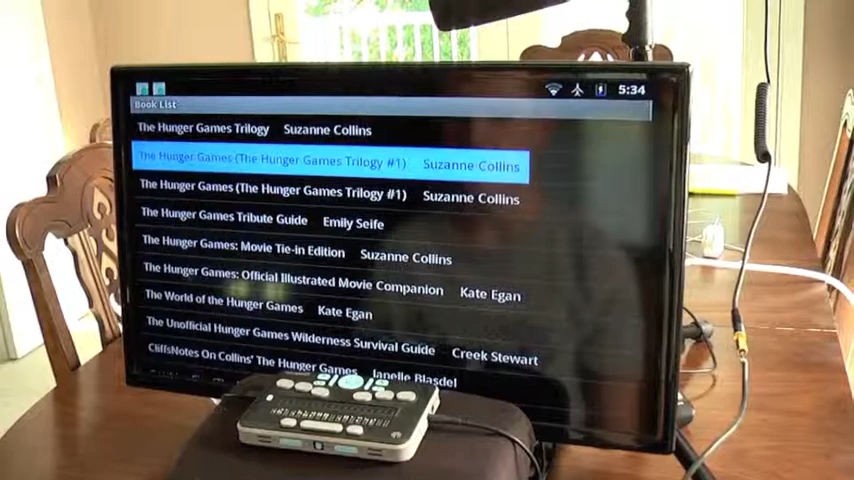 5:34
Book List
The Hunger Games Trilogy Suzanne Collins
The Hunger Games (The Hunger Games Trilogy #1) Suzanne Collins
The Hunger Games (The Hunger Games Trilogy #1) Suzanne Collins
The Hunger Games Tribute Guide Emily Seife
The Hunger Games: Movie Tie-in Edition Suzanne Collins
The Hunger Games: Official Illustrated Movie Companion Kate Egan
The World of the Hunger Games Kate Egan
The Unofficial Hunger Games Wilderness Survival Guide Creek Stewart
CliffsNotes On Collins' The Hunger Games Janelle Blasdel